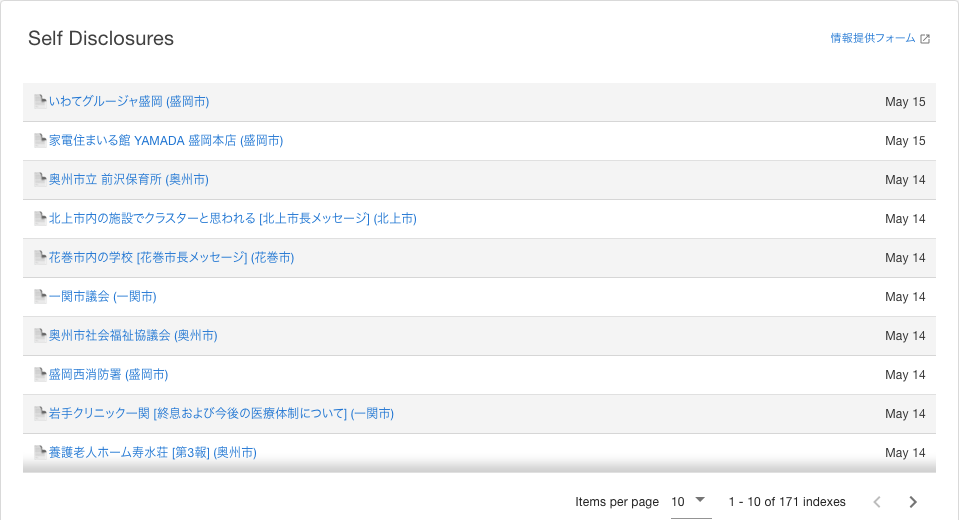 Self Disclosures
情報提供フォーム
いわてグルージャ盛岡 (盛岡市) May 15
家電住まいる館 YAMADA 盛岡本店 (盛岡市) May 15
奥州市立 前沢保育所 (奥州市) May 14
北上市内の施設でクラスターと思われる [北上市長メッセージ] (北上市) May 14
花巻市内の学校 [花巻市長メッセージ] (花巻市) May 14
一関市議会 (一関市) May 14
奥州市社会福祉協議会 (奥州市) May 14
盛岡西消防署 (盛岡市) May 14
岩手クリニック一関 [終息および今後の医療体制について] (一関市) May 14
養護老人ホーム寿水荘 [第3報] (奥州市) May 14
Items per page 10 1 - 10 of 171 indexes